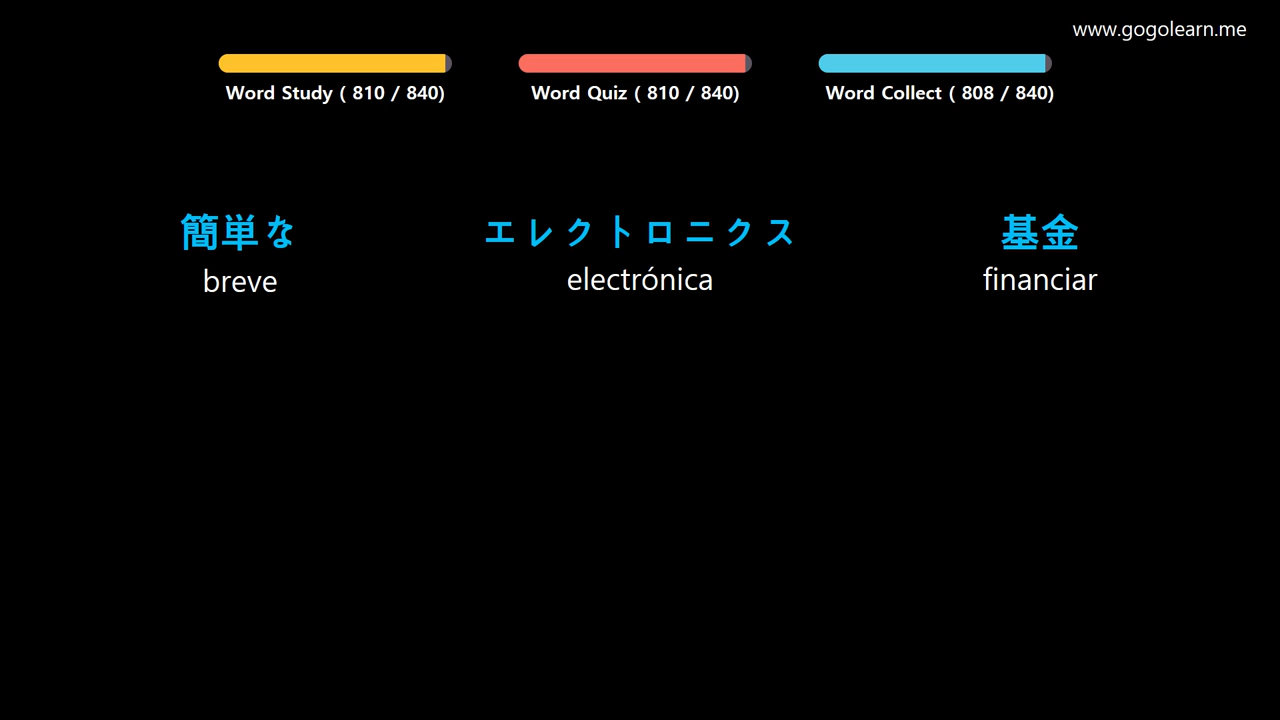 www.gogolearn.me
Word Study ( 810 / 840)
Word Quiz ( 810 / 840)
Word Collect ( 808 / 840)
簡単な
breve
エレクトロニクス
electrónica
基金
financiar